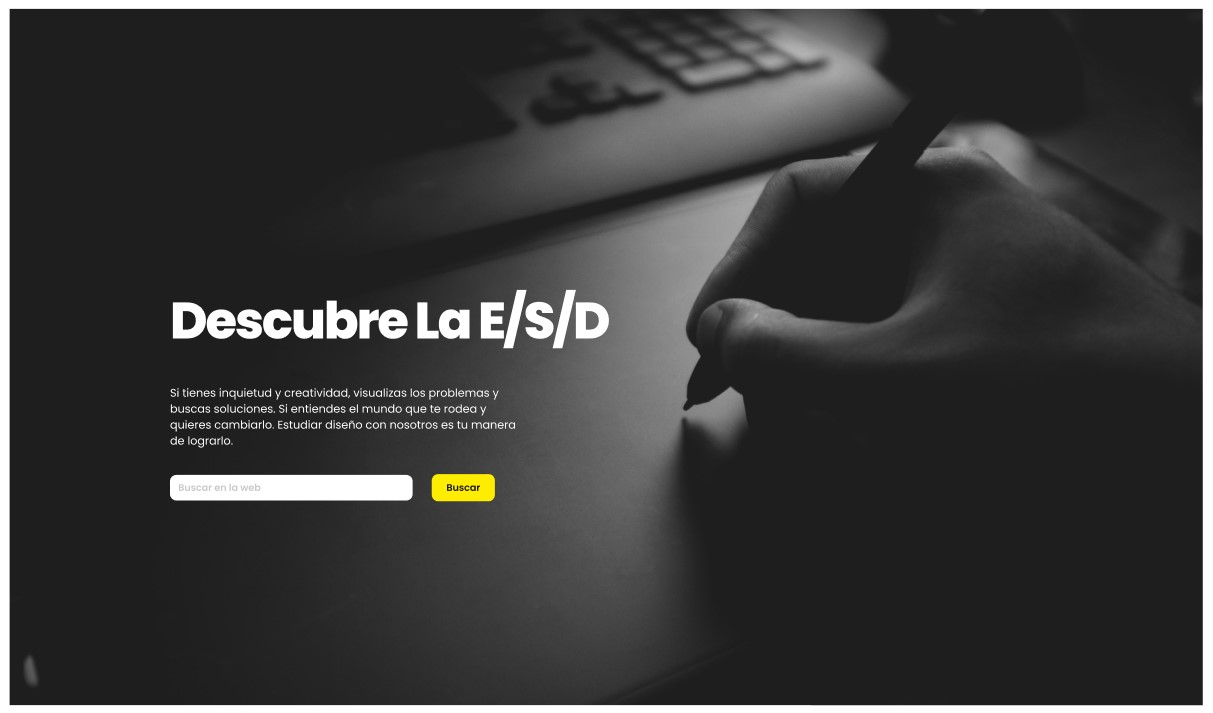 Descubre La E/S/D
Si tienes inquietud y creatividad, visualizas los problemas y
buscas soluciones. Si entiendes el mundo que te rodea y
quieres cambiarlo. Estudiar diseño con nosotros es tu manera
de lograrlo.
Buscar en la web
Buscar